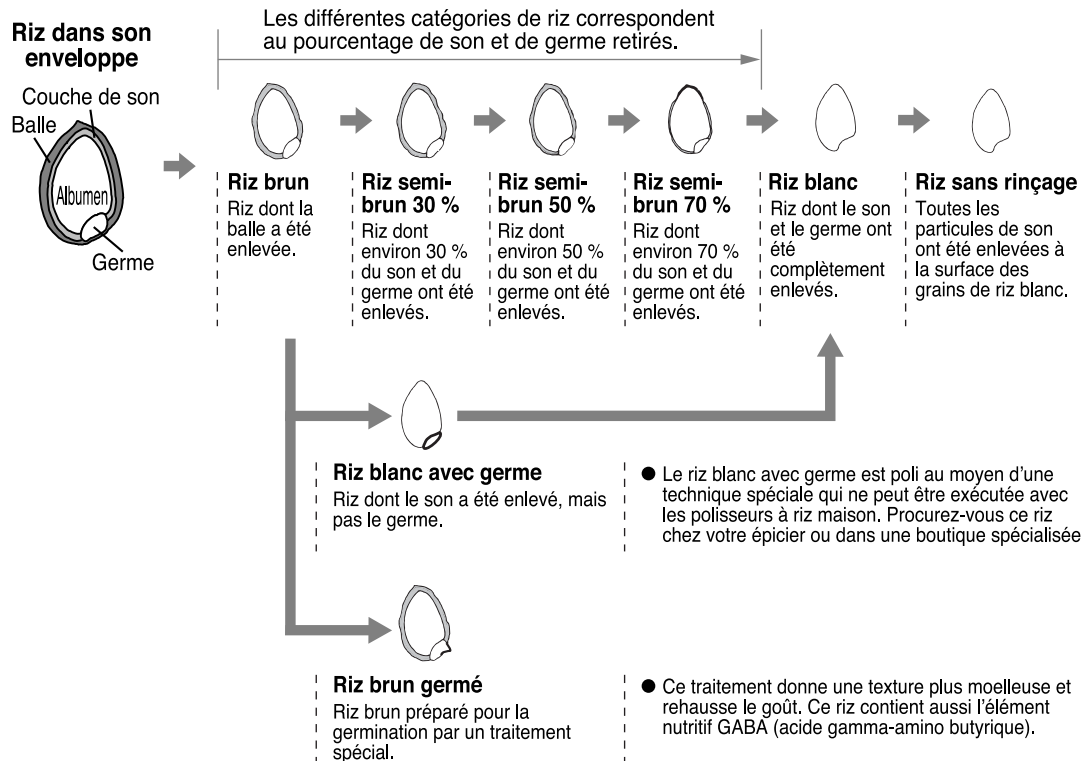 Riz dans son
enveloppe
Couche de son
Balle
Albumen
Germe
Les différentes catégories de riz correspondent
au pourcentage de son et de germe retirés.
Riz brun
Riz dont la
balle a été
enlevée.
Riz semi-
brun 30 %
Riz dont
environ 30 %
du son et du
germe ont été
enlevés.
Riz semi-
brun 50 %
Riz dont
environ 50 %
du son et du
germe ont été
enlevés.
Riz semi-
brun 70 %
Riz dont
environ 70 %
du son et du
germe ont été
enlevés.
Riz blanc
Riz dont le son
et le germe ont
été
complètement
enlevés.
Riz sans rinçage
Toutes les
particules de son
ont été enlevées à
la surface des
grains de riz blanc.
Riz blanc avec germe
Riz dont le son a été enlevé, mais
pas le germe.
● Le riz blanc avec germe est poli au moyen d’une
technique spéciale qui ne peut être exécutée avec
les polisseurs à riz maison. Procurez-vous ce riz
chez votre épicier ou dans une boutique spécialisée
Riz brun germé
Riz brun préparé pour la
germination par un traitement
spécial.
● Ce traitement donne une texture plus moelleuse et
rehausse le goût. Ce riz contient aussi l’élément
nutritif GABA (acide gamma-amino butyrique).